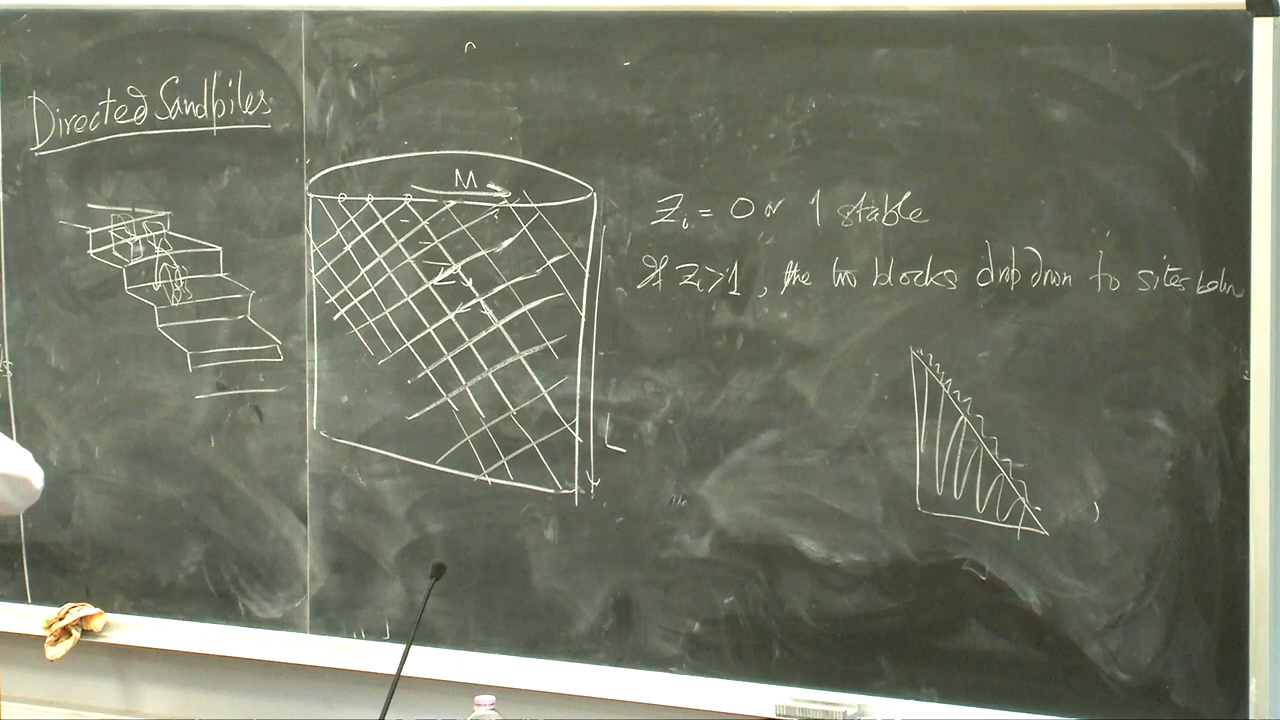 Directed Sandpiles
M
L
Z_i = 0 or 1 stable
If Z_i>1, the two blocks drop down to sites below